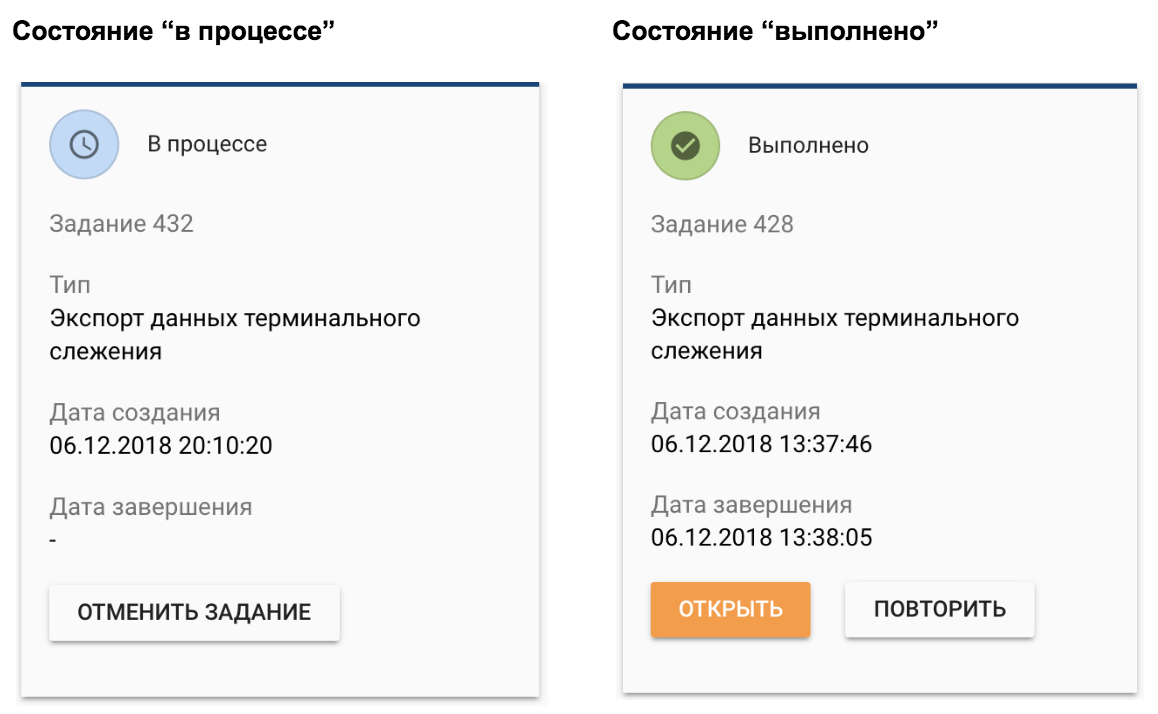 Состояние “в процессе”
В процессе
Задание 432
Тип
Экспорт данных терминального
слежения
Дата создания
06.12.2018 20:10:20
Дата завершения
-
ОТМЕНИТЬ ЗАДАНИЕ
Состояние “выполнено”
Выполнено
Задание 428
Тип
Экспорт данных терминального
слежения
Дата создания
06.12.2018 13:37:46
Дата завершения
06.12.2018 13:38:05
ОТКРЫТЬ
ПОВТОРИТЬ